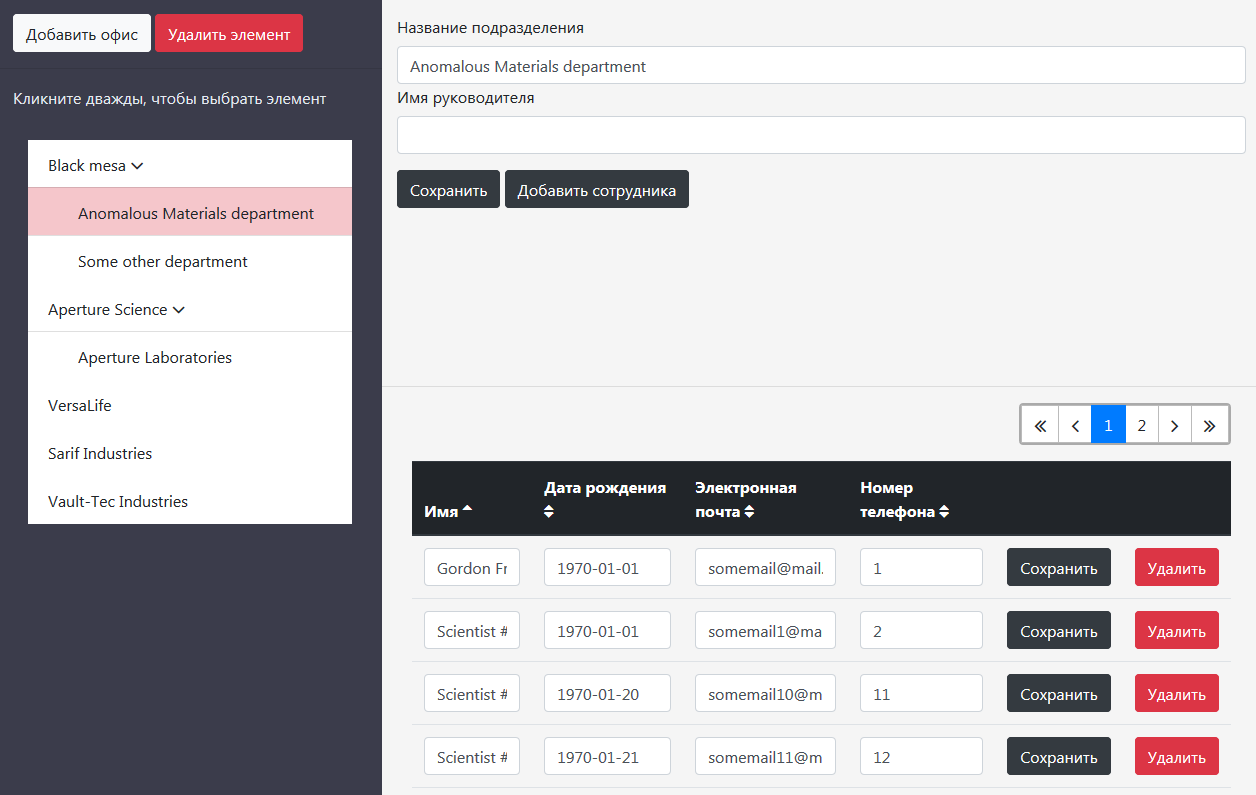 Добавить офис
Удалить элемент
Кликните дважды, чтобы выбрать элемент
Black mesa
Anomalous Materials department
Some other department
Aperture Science
Aperture Laboratories
VersaLife
Sarif Industries
Vault-Tec Industries
Название подразделения
Anomalous Materials department
Имя руководителя
Сохранить
Добавить сотрудника
« ‹ 1 2 › »
Имя
Дата рождения
Электронная
почта
Номер
телефона
Gordon Fr 1970-01-01 somemail@mail. 1 Сохранить Удалить
Scientist # 1970-01-01 somemail1@ma 2 Сохранить Удалить
Scientist # 1970-01-20 somemail10@m 11 Сохранить Удалить
Scientist # 1970-01-21 somemail11@m 12 Сохранить Удалить